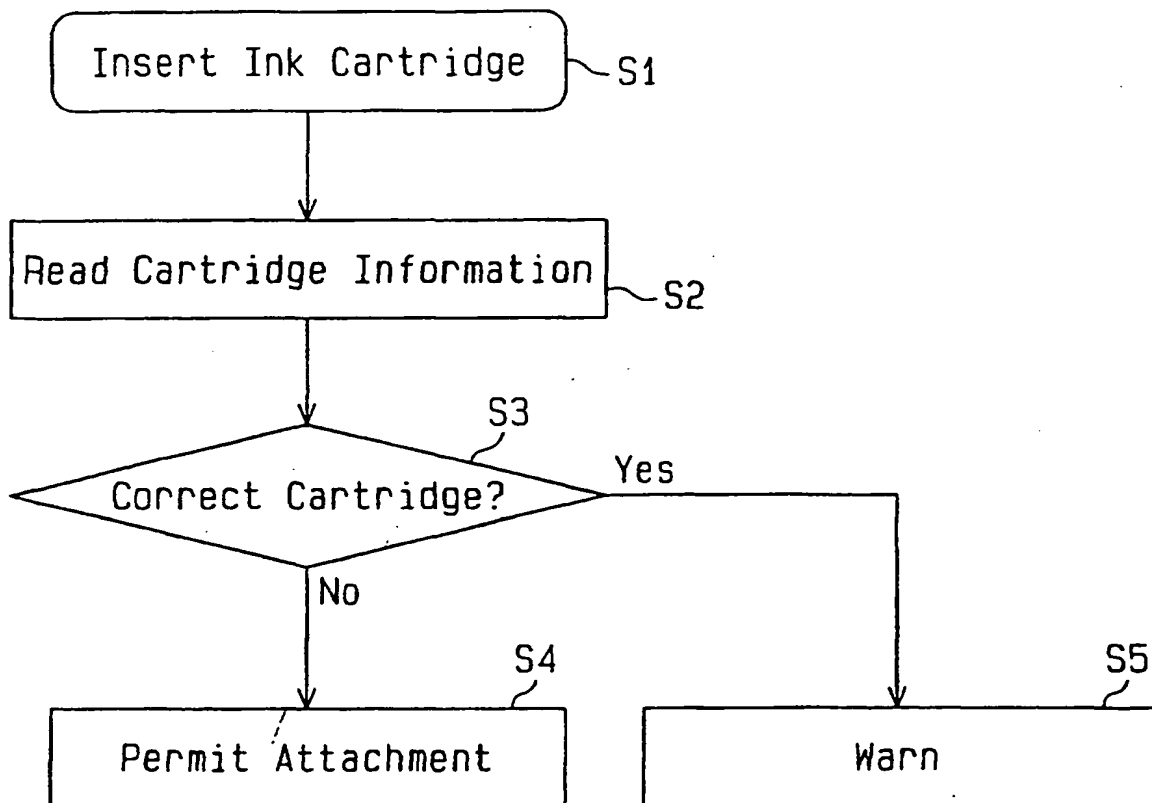 Insert Ink Cartridge
S1
Read Cartridge Information
S2
S3
Correct Cartridge?
Yes
No
S4
S5
Permit Attachment
Warn